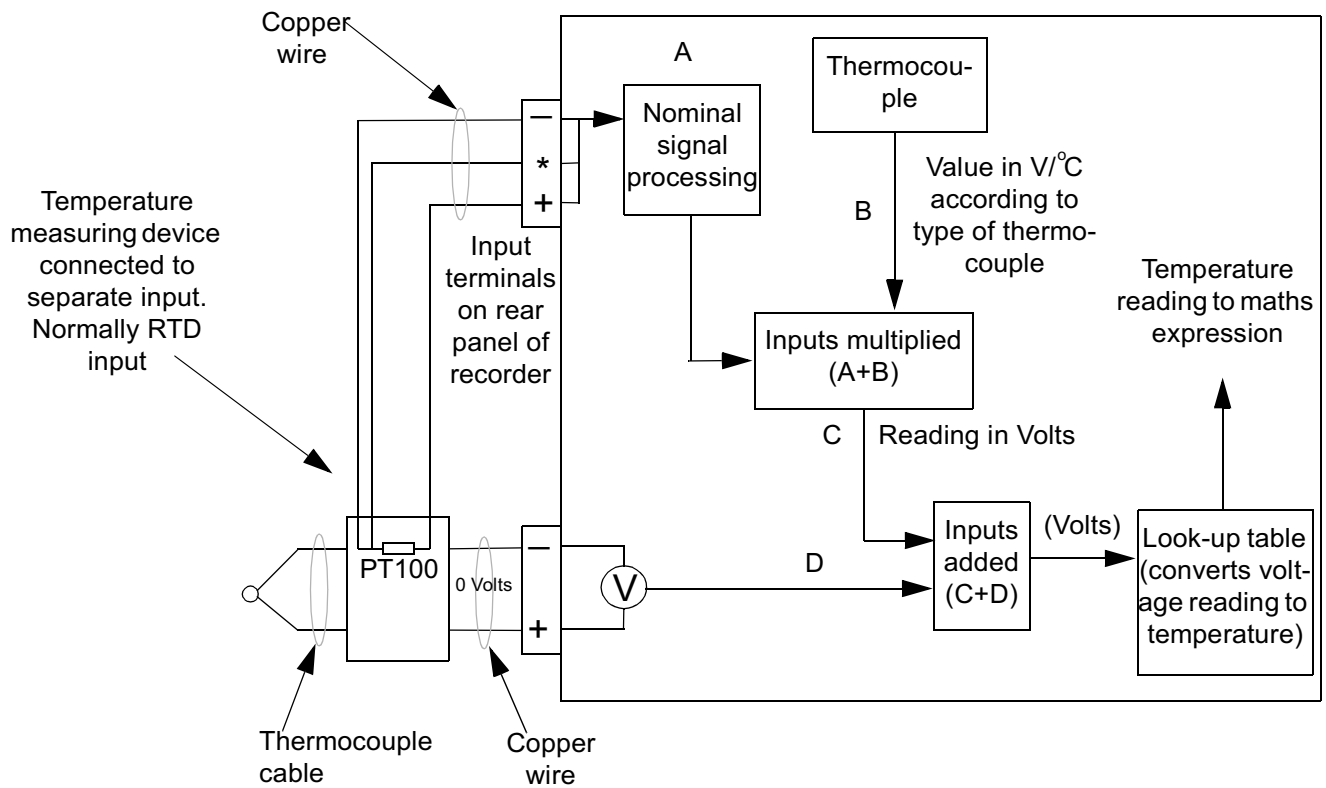 Copper
wire
A
Nominal
signal
processing
Thermocou-
ple
Value in V/°C
according to
type of thermo-
couple
B
–
*
+
Input
terminals
on rear
panel of
recorder
Temperature
measuring device
connected to
separate input.
Normally RTD
input
Inputs multiplied
(A+B)
Temperature
reading to maths
expression
C
Reading in Volts
Inputs
added
(C+D)
(Volts)
Look-up table
(converts volt-
age reading to
temperature)
D
PT100
0 Volts
–
+
V
Thermocouple
cable
Copper
wire